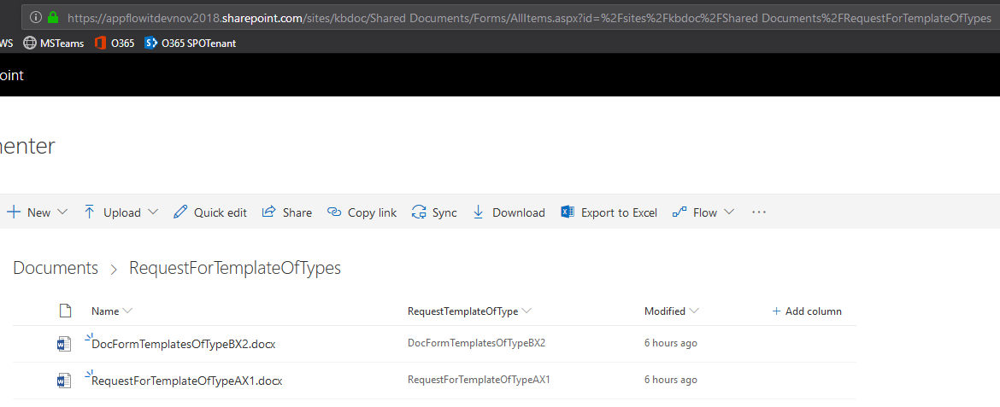 https://appflowitdevnov2018.sharepoint.com/sites/kbdoc/Shared Documents/Forms/AllItems.aspx?id=%2Fsites%2Fkbdoc%2FShared Documents%2FRequestForTemplateOfTypes
WS MSTeams O365 O365 SPOTenant
oint
enter
New Upload Quick edit Share Copy link Sync Download Export to Excel Flow ...
Documents > RequestForTemplateOfTypes
Name RequestTemplateOfType Modified + Add column
DocFormTemplatesOfTypeBX2.docx DocFormTemplatesOfTypeBX2 6 hours ago
RequestForTemplateOfTypeAX1.docx RequestForTemplateOfTypeAX1 6 hours ago